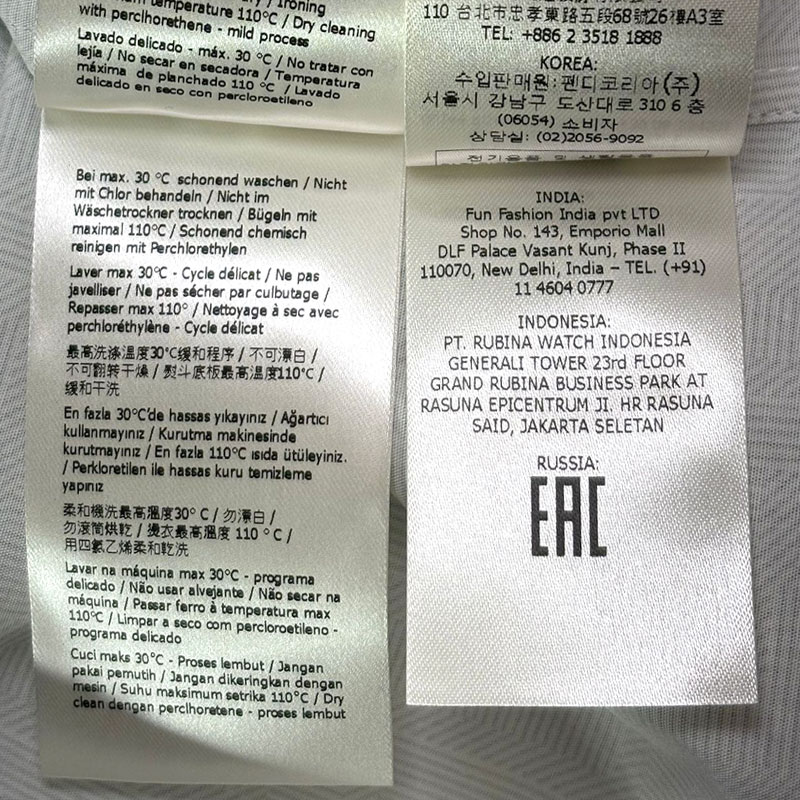 temperature 110°C / Dry cleaning
with perclhorethene - mild process
Lavado delicado - máx. 30 °C / No tratar con
lejía / No secar en secadora / Temperatura
máxima de planchado 110 °C / Lavado
delicado en seco con percloroetileno
Bei max. 30 °C schonend waschen / Nicht
mit Chlor behandeln / Nicht im
Wäschetrockner trocknen / Bügeln mit
maximal 110°C / Schonend chemisch
reinigen mit Perchlorethylen
Laver max 30°C - Cycle délicat / Ne pas
javelliser / Ne pas sécher par culbutage /
Repasser max 110° / Nettoyage à sec avec
perchloréthylène - Cycle délicat
最高洗涤温度30°C缓和程序 / 不可漂白 /
不可翻转干燥 / 熨斗底板最高温度110°C /
缓和干洗
En fazla 30°C'de hassas yıkayınız / Ağartıcı
kullanmayınız / Kurutma makinesinde
kurutmayınız / En fazla 110°C ısıda ütüleyiniz.
/ Perkloretilen ile hassas kuru temizleme
yapınız
柔和機洗最高溫度30° C / 勿漂白 /
勿滾筒烘乾 / 燙衣最高溫度 110 ° C /
用四氯乙烯柔和乾洗
Lavar na máquina max 30°C - programa
delicado / Não usar alvejante / Não secar na
máquina / Passar ferro à temperatura max
110°C / Limpar a seco com percloroetileno -
programa delicado
Cuci maks 30°C - Proses lembut / Jangan
pakai pemutih / Jangan dikeringkan dengan
mesin / Suhu maksimum setrika 110°C / Dry
clean dengan perclhoretene - proses lembut
110 台北市忠孝東路五段68號26樓A3室
TEL: +886 2 3518 1888
KOREA:
수입판매원: 펜디코리아(주)
서울시 강남구 도산대로 310 6 층
(06054) 소비자
상담실: (02)2056-9092
INDIA:
Fun Fashion India pvt LTD
Shop No. 143, Emporio Mall
DLF Palace Vasant Kunj, Phase II
110070, New Delhi, India – TEL. (+91)
11 4604 0777
INDONESIA:
PT. RUBINA WATCH INDONESIA
GENERALI TOWER 23rd FLOOR
GRAND RUBINA BUSINESS PARK AT
RASUNA EPICENTRUM JI. HR RASUNA
SAID, JAKARTA SELETAN
RUSSIA:
EAC